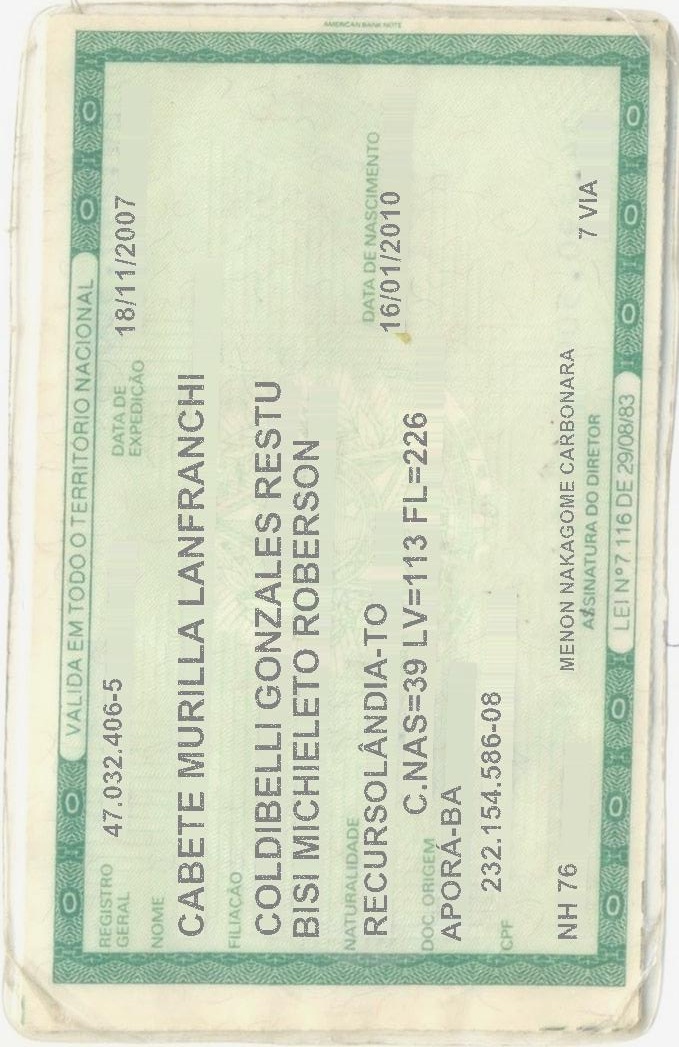 AMERICAN BANK NOTE
VALIDA EM TODO O TERRITÓRIO NACIONAL
REGISTRO GERAL 47.032.406-5 DATA DE EXPEDIÇÃO 18/11/2007
NOME
CABETE MURILLA LANFRANCHI
FILIAÇÃO
COLDIBELLI GONZALES RESTU
BISI MICHIELETO ROBERSON
NATURALIDADE DATA DE NASCIMENTO
RECURSOLÂNDIA-TO 16/01/2010
DOC. ORIGEM C.NAS=39 LV=113 FL=226
APORÁ-BA
CPF 232.154.586-08
NH 76 MENON NAKAGOME CARBONARA 7 VIA
ASSINATURA DO DIRETOR
LEI Nº 7 116 DE 29/08/83